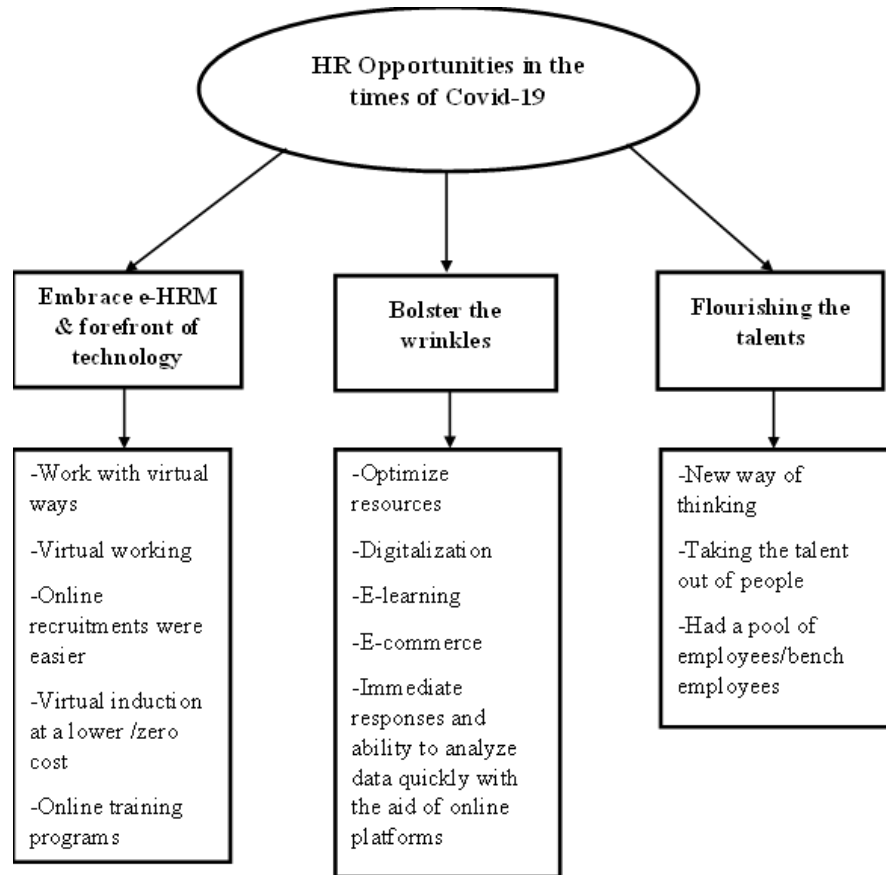 HR Opportunities in the
times of Covid-19
Embrace e-HRM
& forefront of
technology
Bolster the
wrinkles
Flourishing the
talents
-Work with virtual
ways
-Virtual working
-Online
recruitments were
easier
-Virtual induction
at a lower /zero
cost
-Online training
programs
-Optimize
resources
-Digitalization
-E-learning
-E-commerce
-Immediate
responses and
ability to analyze
data quickly with
the aid of online
platforms
-New way of
thinking
-Taking the talent
out of people
-Had a pool of
employees/bench
employees